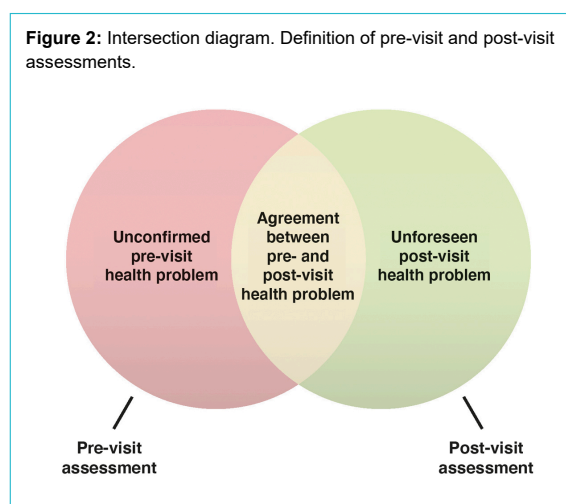 Figure 2: Intersection diagram. Definition of pre-visit and post-visit
assessments.
Unconfirmed
pre-visit
health problem
Agreement
between
pre- and
post-visit
health problem
Unforeseen
post-visit
health problem
Pre-visit
assessment
Post-visit
assessment